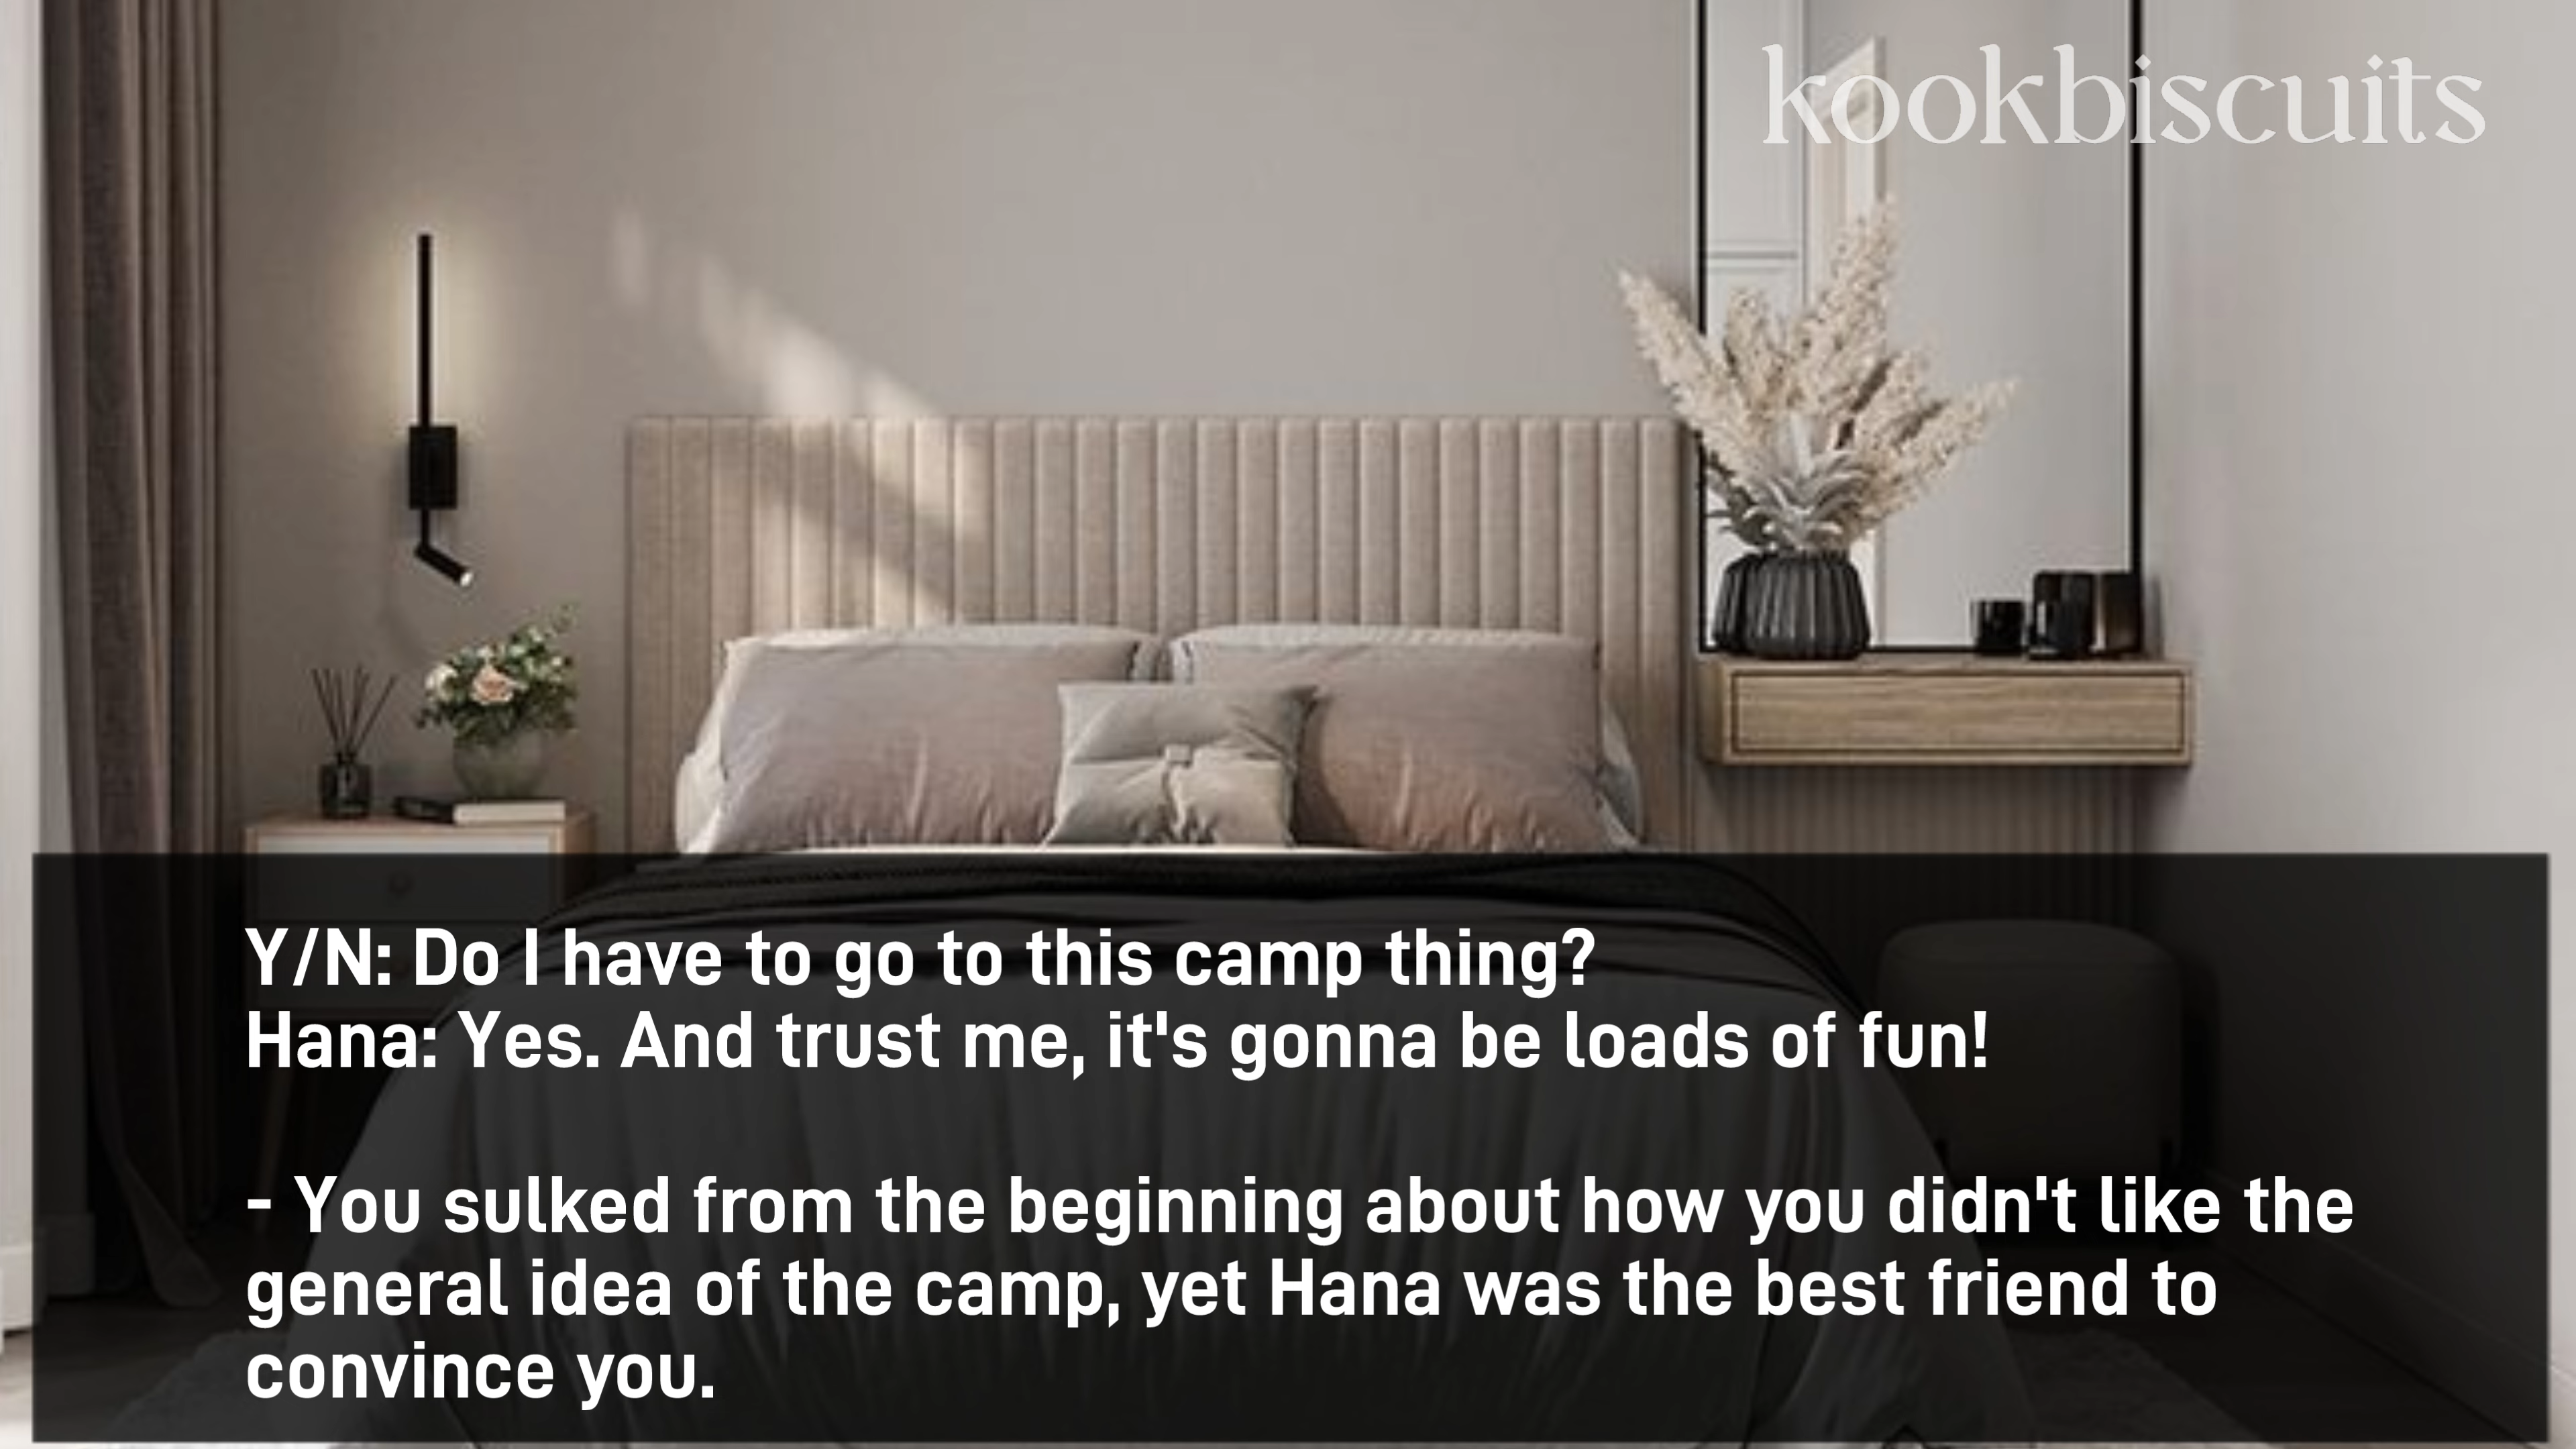 kookbiscuits
Y/N: Do I have to go to this camp thing?
Hana: Yes. And trust me, it's gonna be loads of fun!
- You sulked from the beginning about how you didn't like the
general idea of the camp, yet Hana was the best friend to
convince you.